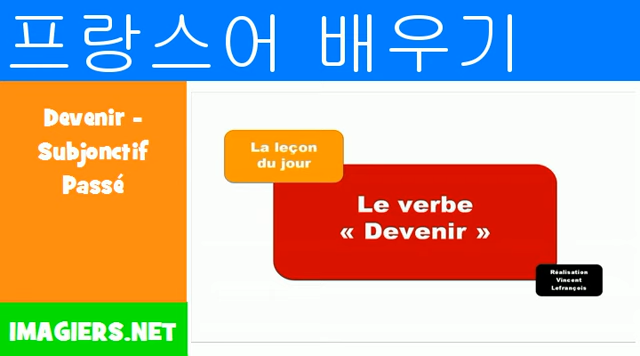 프랑스어 배우기
Devenir -
Subjonctif
Passé
La leçon
du jour
Le verbe
« Devenir »
Réalisation
Vincent
Lefrançois
IMAGIERS.NET